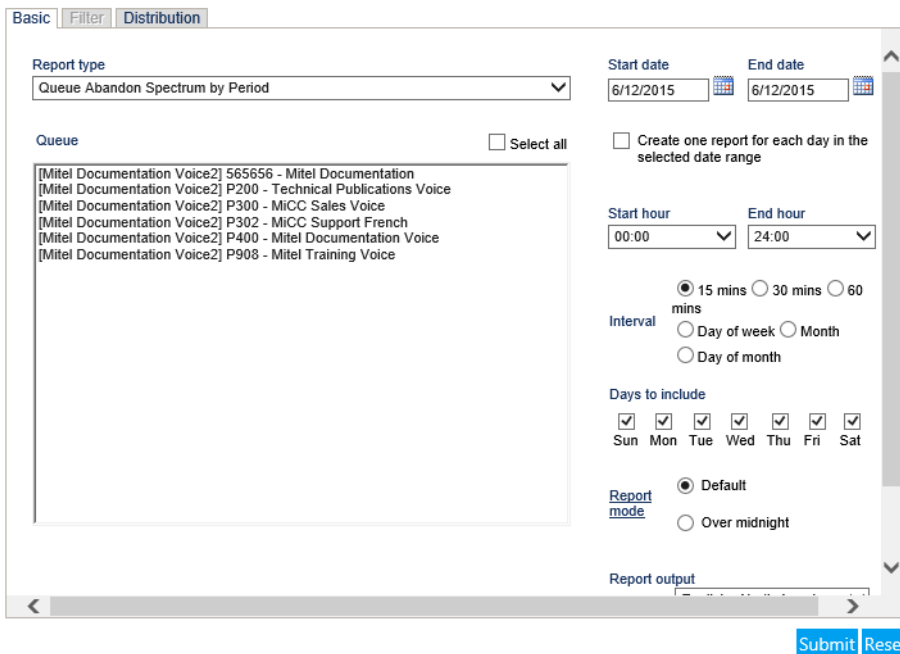 Basic Filter Distribution
Report type
Queue Abandon Spectrum by Period
Start date End date
6/12/2015 6/12/2015
Queue
Select all
Create one report for each day in the
selected date range
[Mitel Documentation Voice2] 565656 - Mitel Documentation
[Mitel Documentation Voice2] P200 - Technical Publications Voice
[Mitel Documentation Voice2] P300 - MiCC Sales Voice
[Mitel Documentation Voice2] P302 - MiCC Support French
[Mitel Documentation Voice2] P400 - Mitel Documentation Voice
[Mitel Documentation Voice2] P908 - Mitel Training Voice
Start hour End hour
00:00 24:00
Interval
15 mins 30 mins 60
mins
Day of week Month
Day of month
Days to include
Sun Mon Tue Wed Thu Fri Sat
Report
mode
Default
Over midnight
Report output
Submit Rese